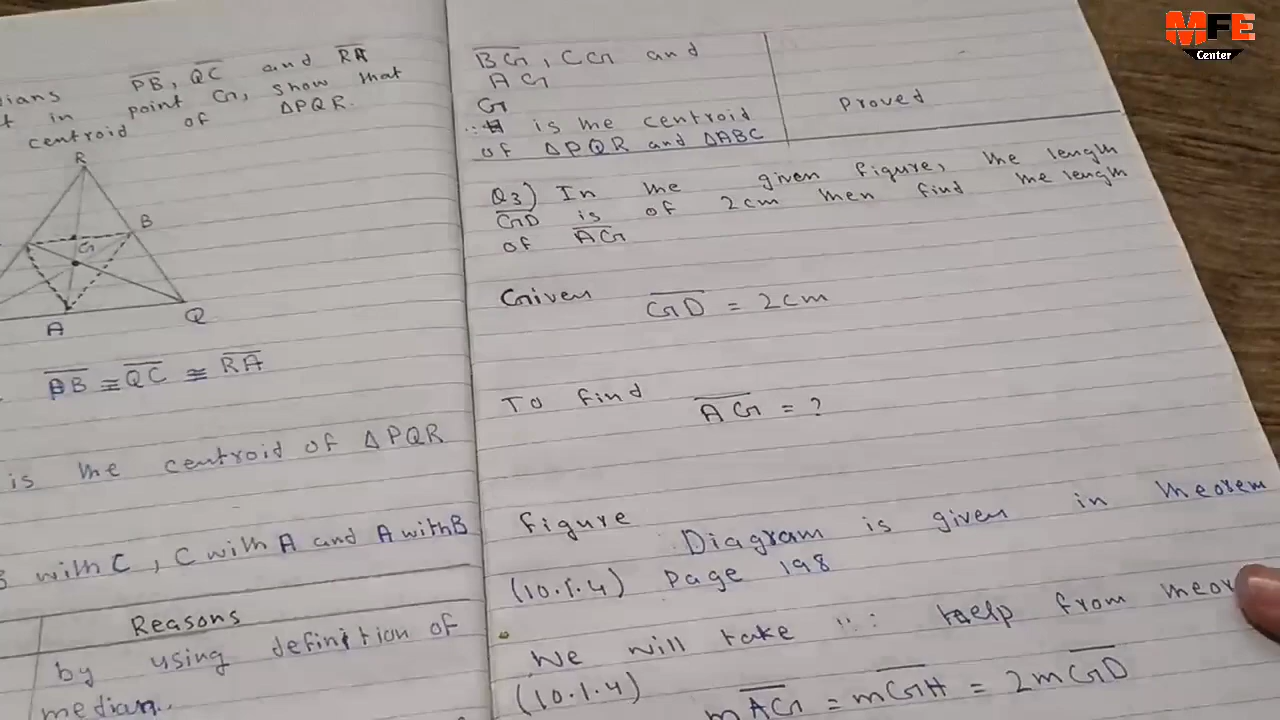 PB, QC and RA
in point G, show that
centroid of ΔPQR.
R
B
G
A
Q
PB ≅ QC ≅ RA
is the centroid of ΔPQR
with C, C with A and A with B
Reasons
by using definition of
median.
BG, CG and
AG
G
∴ is the centroid
of ΔPQR and ΔABC
Proved
Q3) In the given figure, the length
GD is of 2cm then find the length
of AG
Given
GD = 2cm
To find
AG = ?
figure
Diagram is given in theorem
(10.1.4) Page 198
We will take help from
(10.1.4)
mAG = mGH = 2mGD
MFE
Center